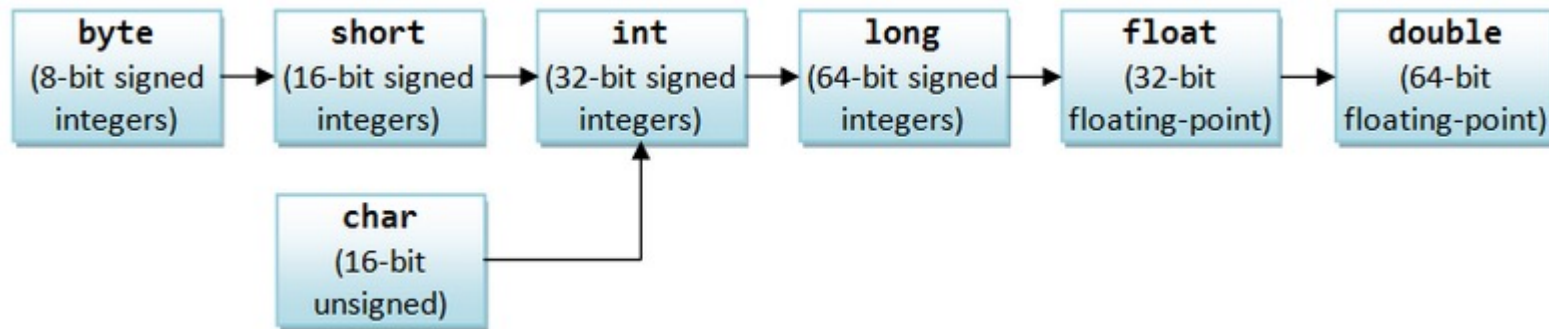 byte
(8-bit signed
integers)
short
(16-bit signed
integers)
int
(32-bit signed
integers)
long
(64-bit signed
integers)
float
(32-bit
floating-point)
double
(64-bit
floating-point)
char
(16-bit
unsigned)